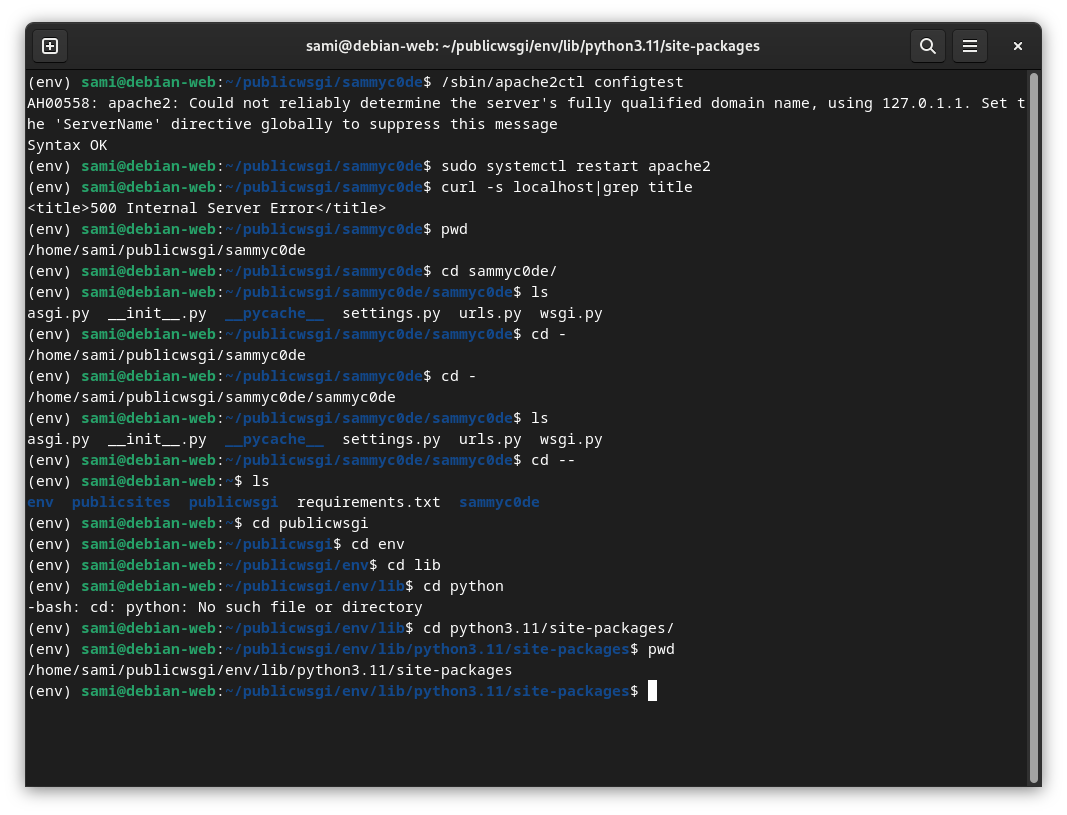 sami@debian-web: ~/publicwsgi/env/lib/python3.11/site-packages
(env) sami@debian-web:~/publicwsgi/sammyc0de$ /sbin/apache2ctl configtest
AH00558: apache2: Could not reliably determine the server's fully qualified domain name, using 127.0.1.1. Set t
he 'ServerName' directive globally to suppress this message
Syntax OK
(env) sami@debian-web:~/publicwsgi/sammyc0de$ sudo systemctl restart apache2
(env) sami@debian-web:~/publicwsgi/sammyc0de$ curl -s localhost|grep title
<title>500 Internal Server Error</title>
(env) sami@debian-web:~/publicwsgi/sammyc0de$ pwd
/home/sami/publicwsgi/sammyc0de
(env) sami@debian-web:~/publicwsgi/sammyc0de$ cd sammyc0de/
(env) sami@debian-web:~/publicwsgi/sammyc0de/sammyc0de$ ls
asgi.py  __init__.py  __pycache__  settings.py  urls.py  wsgi.py
(env) sami@debian-web:~/publicwsgi/sammyc0de/sammyc0de$ cd -
/home/sami/publicwsgi/sammyc0de
(env) sami@debian-web:~/publicwsgi/sammyc0de$ cd -
/home/sami/publicwsgi/sammyc0de/sammyc0de
(env) sami@debian-web:~/publicwsgi/sammyc0de/sammyc0de$ ls
asgi.py  __init__.py  __pycache__  settings.py  urls.py  wsgi.py
(env) sami@debian-web:~/publicwsgi/sammyc0de/sammyc0de$ cd --
(env) sami@debian-web:~$ ls
env  publicsites  publicwsgi  requirements.txt  sammyc0de
(env) sami@debian-web:~$ cd publicwsgi
(env) sami@debian-web:~/publicwsgi$ cd env
(env) sami@debian-web:~/publicwsgi/env$ cd lib
(env) sami@debian-web:~/publicwsgi/env/lib$ cd python
-bash: cd: python: No such file or directory
(env) sami@debian-web:~/publicwsgi/env/lib$ cd python3.11/site-packages/
(env) sami@debian-web:~/publicwsgi/env/lib/python3.11/site-packages$ pwd
/home/sami/publicwsgi/env/lib/python3.11/site-packages
(env) sami@debian-web:~/publicwsgi/env/lib/python3.11/site-packages$